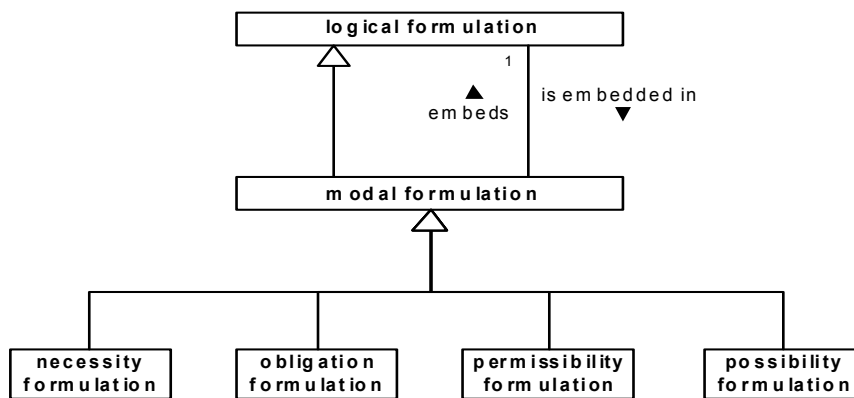 logical formulation
1
is embedded in
embeds
modal formulation
necessity
formulation
obligation
formulation
permissibility
formulation
possibility
formulation